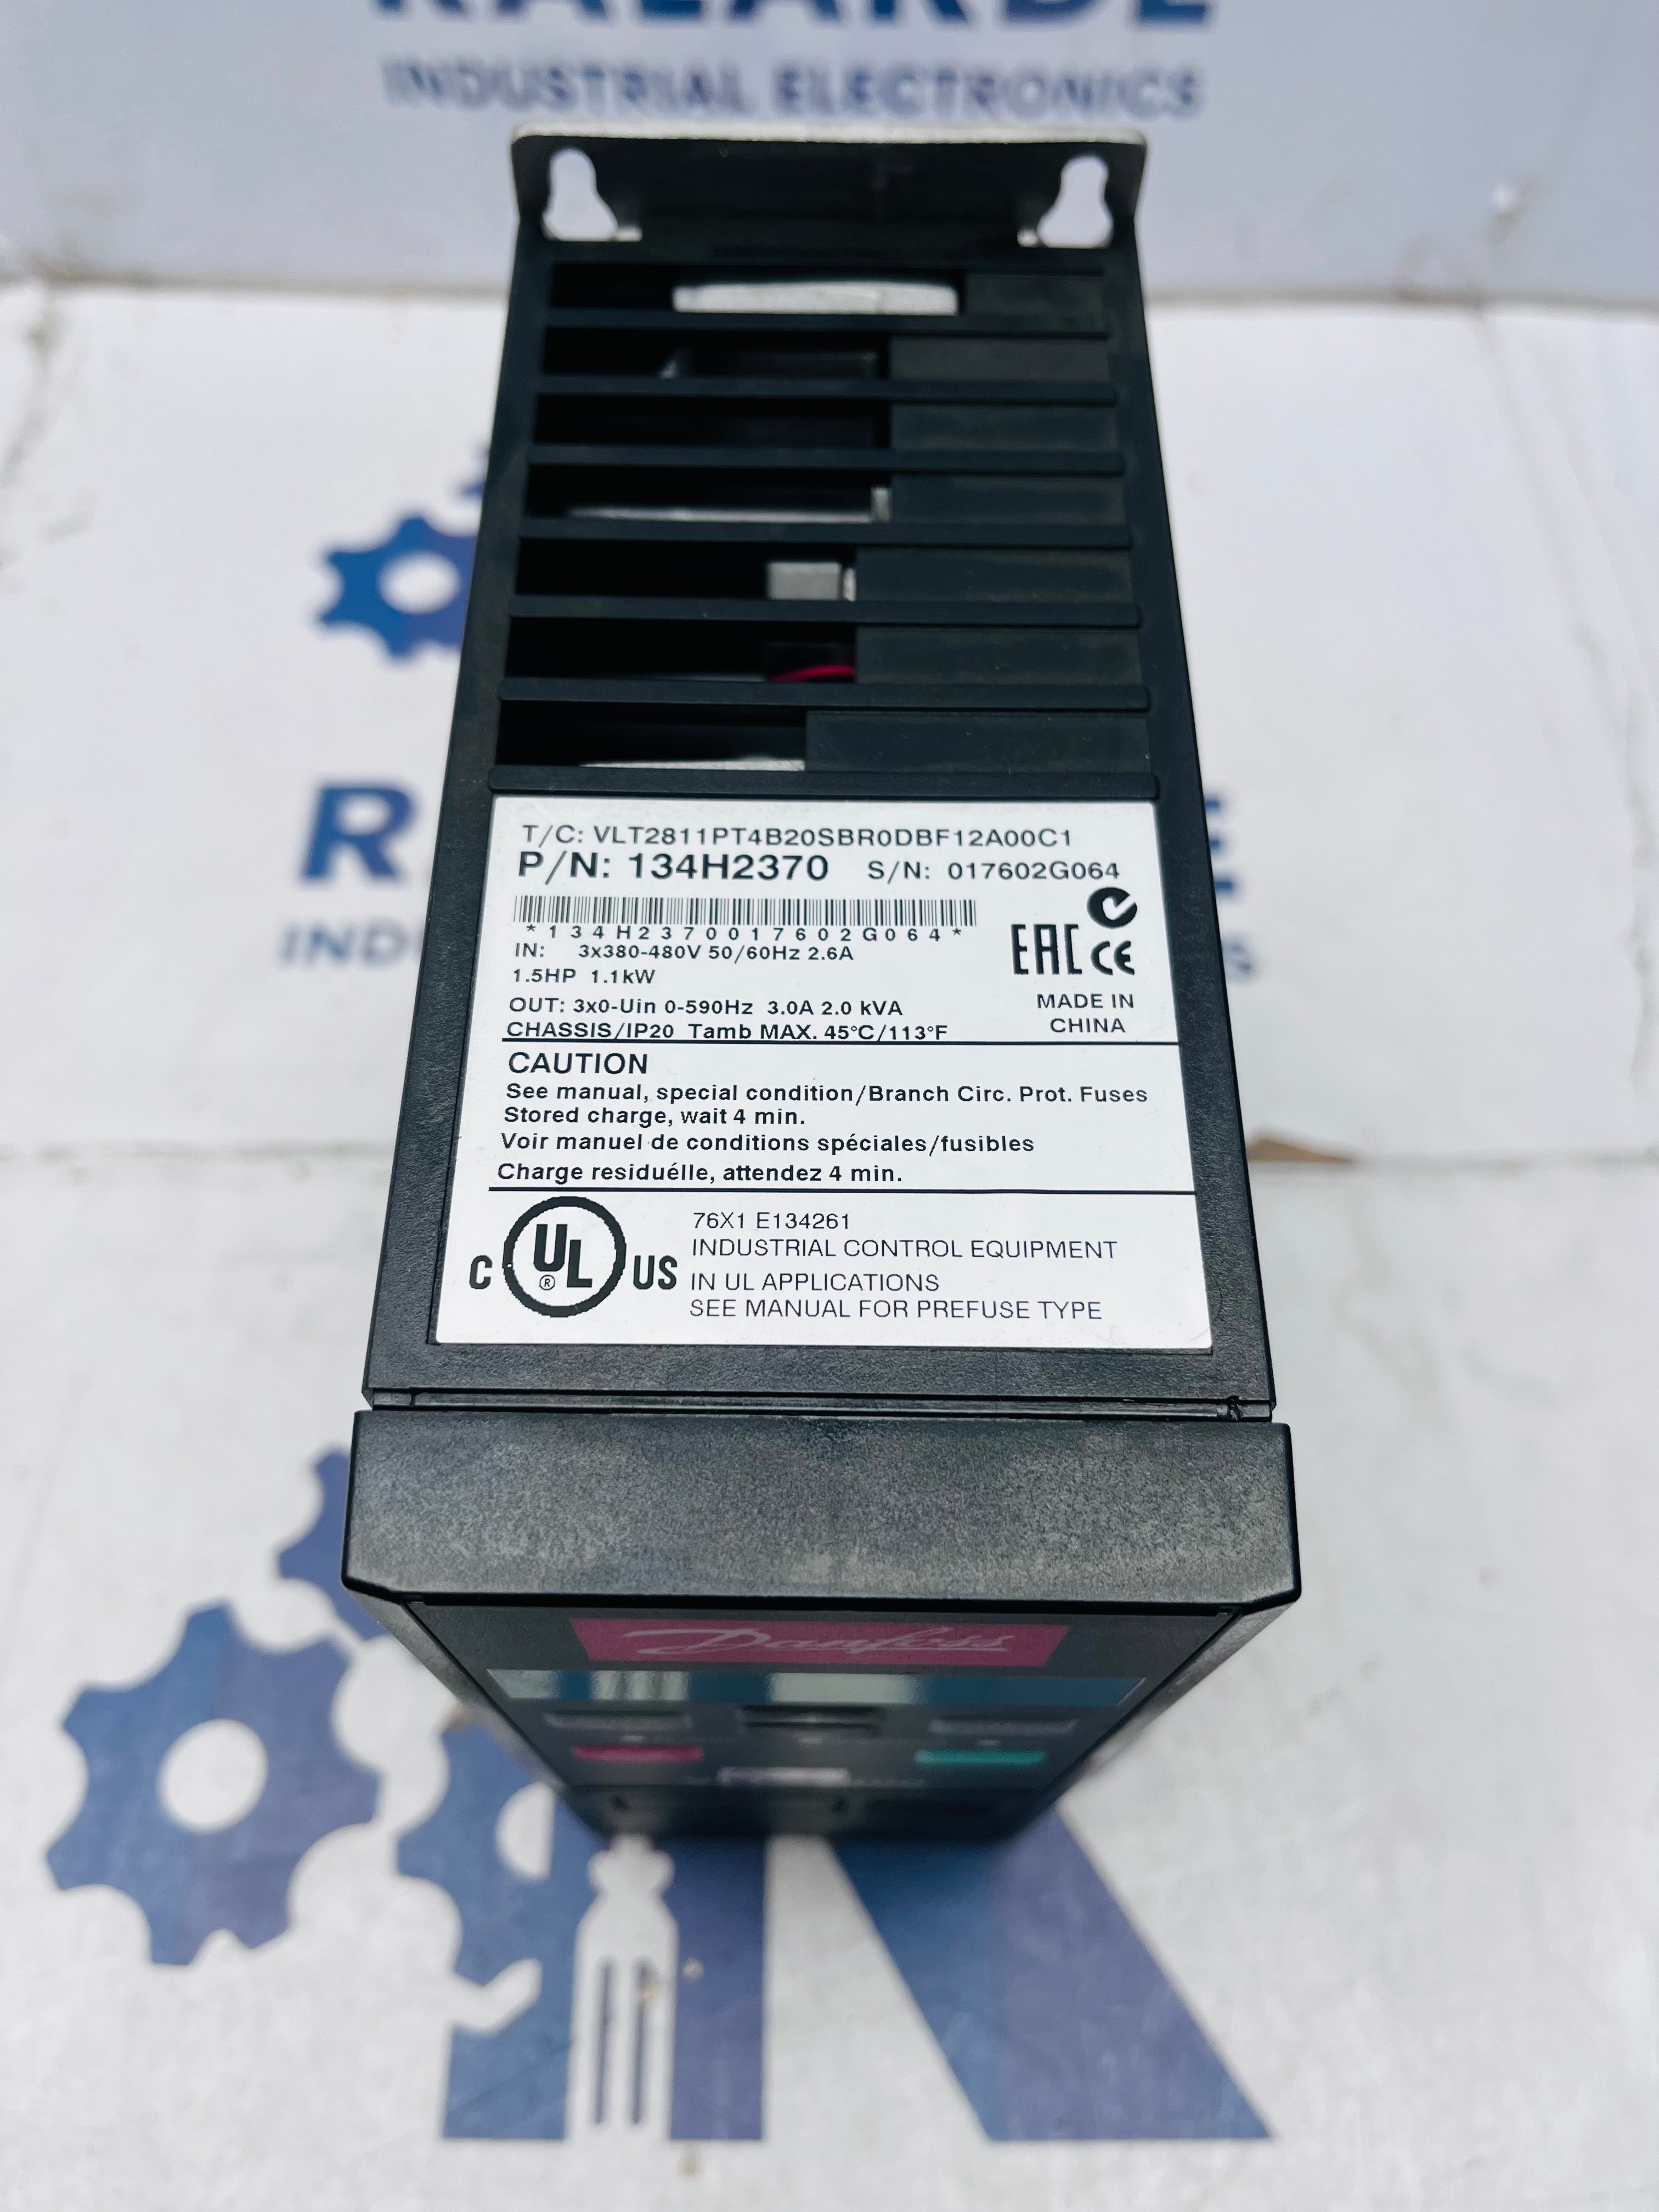 INDUSTRIAL ELECTRONICS
T/C: VLT2811PT4B20SBR0DBF12A00C1
P/N: 134H2370 S/N: 017602G064
*134H2370017602G064*
IN: 3x380-480V 50/60Hz 2.6A
1.5HP 1.1kW
OUT: 3x0-Uin 0-590Hz 3.0A 2.0 kVA
CHASSIS/IP20 Tamb MAX. 45°C/113°F
EAC CE
MADE IN
CHINA
CAUTION
See manual, special condition/Branch Circ. Prot. Fuses
Stored charge, wait 4 min.
Voir manuel de conditions spéciales/fusibles
Charge residuélle, attendez 4 min.
C UL ® US
76X1 E134261
INDUSTRIAL CONTROL EQUIPMENT
IN UL APPLICATIONS
SEE MANUAL FOR PREFUSE TYPE
Danfoss